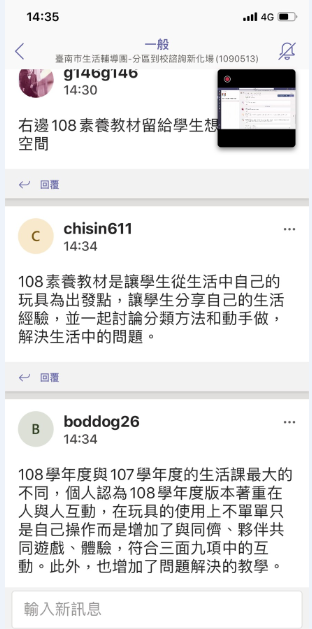 14:35
4G
一般
臺南市生活輔導團-分區到校諮詢新化場 (1090513)
g146g146
14:30
右邊108素養教材留給學生想
空間
回覆
C
chisin611
14:34
108素養教材是讓學生從生活中自己的
玩具為出發點，讓學生分享自己的生活
經驗，並一起討論分類方法和動手做，
解決生活中的問題。
回覆
B
boddog26
14:34
108學年度與107學年度的生活課最大的
不同，個人認為108學年度版本著重在
人與人互動，在玩具的使用上不單單只
是自己操作而是增加了與同儕、夥伴共
同遊戲、體驗，符合三面九項中的互
動。此外，也增加了問題解決的教學。
輸入新訊息